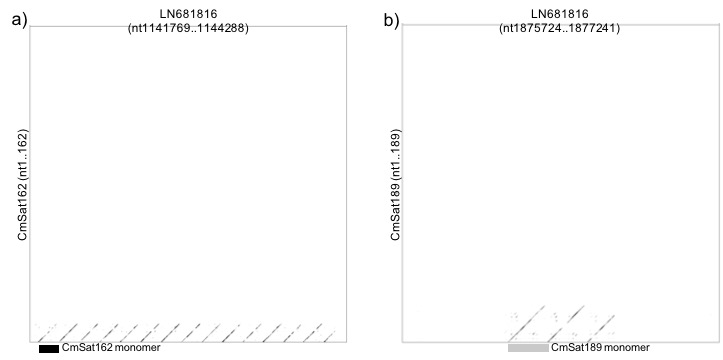 a)
LN681816
(nt1141769..1144288)
CmSat162 (nt1..162)
CmSat162 monomer
b)
LN681816
(nt1875724..1877241)
CmSat189 (nt1..189)
CmSat189 monomer